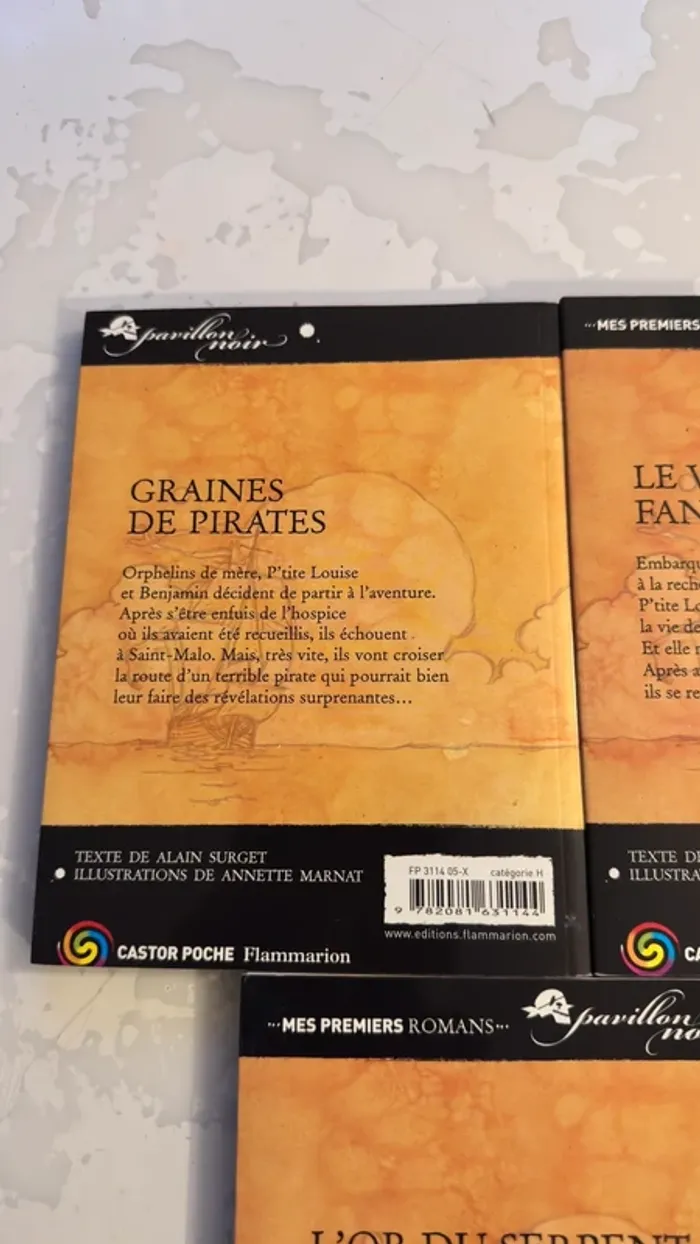 pavillon noir
GRAINES
DE PIRATES
Orphelins de mère, P'tite Louise
et Benjamin décident de partir à l'aventure.
Après s'être enfuis de l'hospice
où ils avaient été recueillis, ils échouent
à Saint-Malo. Mais, très vite, ils vont croiser
la route d'un terrible pirate qui pourrait bien
leur faire des révélations surprenantes...
TEXTE DE ALAIN SURGET
ILLUSTRATIONS DE ANNETTE MARNAT
FP 3114 05-X catégorie H
9 782081 631144
www.editions.flammarion.com
CASTOR POCHE Flammarion
···MES PREMIERS
LE
Embarqu
à la rech
P'tite Lo
la vie de
Et elle
Après a
ils se re
TEXTE DE
ILLUSTRA
···MES PREMIERS ROMANS···
pavillon
L'OR DU SERPENT